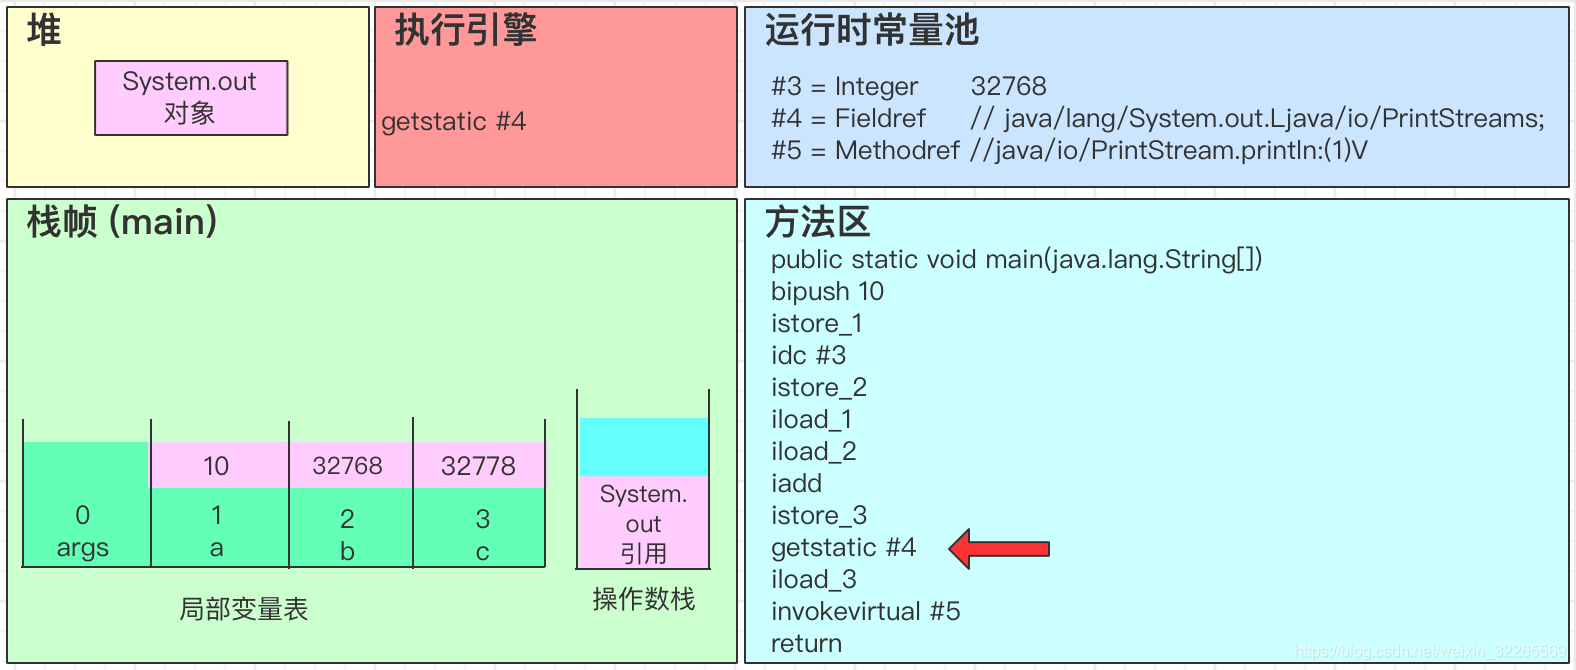 堆
System.out
对象
执行引擎
getstatic #4
运行时常量池
#3 = Integer 32768
#4 = Fieldref // java/lang/System.out.Ljava/io/PrintStreams;
#5 = Methodref //java/io/PrintStream.println:(1)V
栈帧 (main)
10 32768 32778
0 1 2 3
args a b c
局部变量表
System.
out
引用
操作数栈
方法区
public static void main(java.lang.String[])
bipush 10
istore_1
idc #3
istore_2
iload_1
iload_2
iadd
istore_3
getstatic #4
iload_3
invokevirtual #5
return
https://blog.csdn.net/weixin_32265569